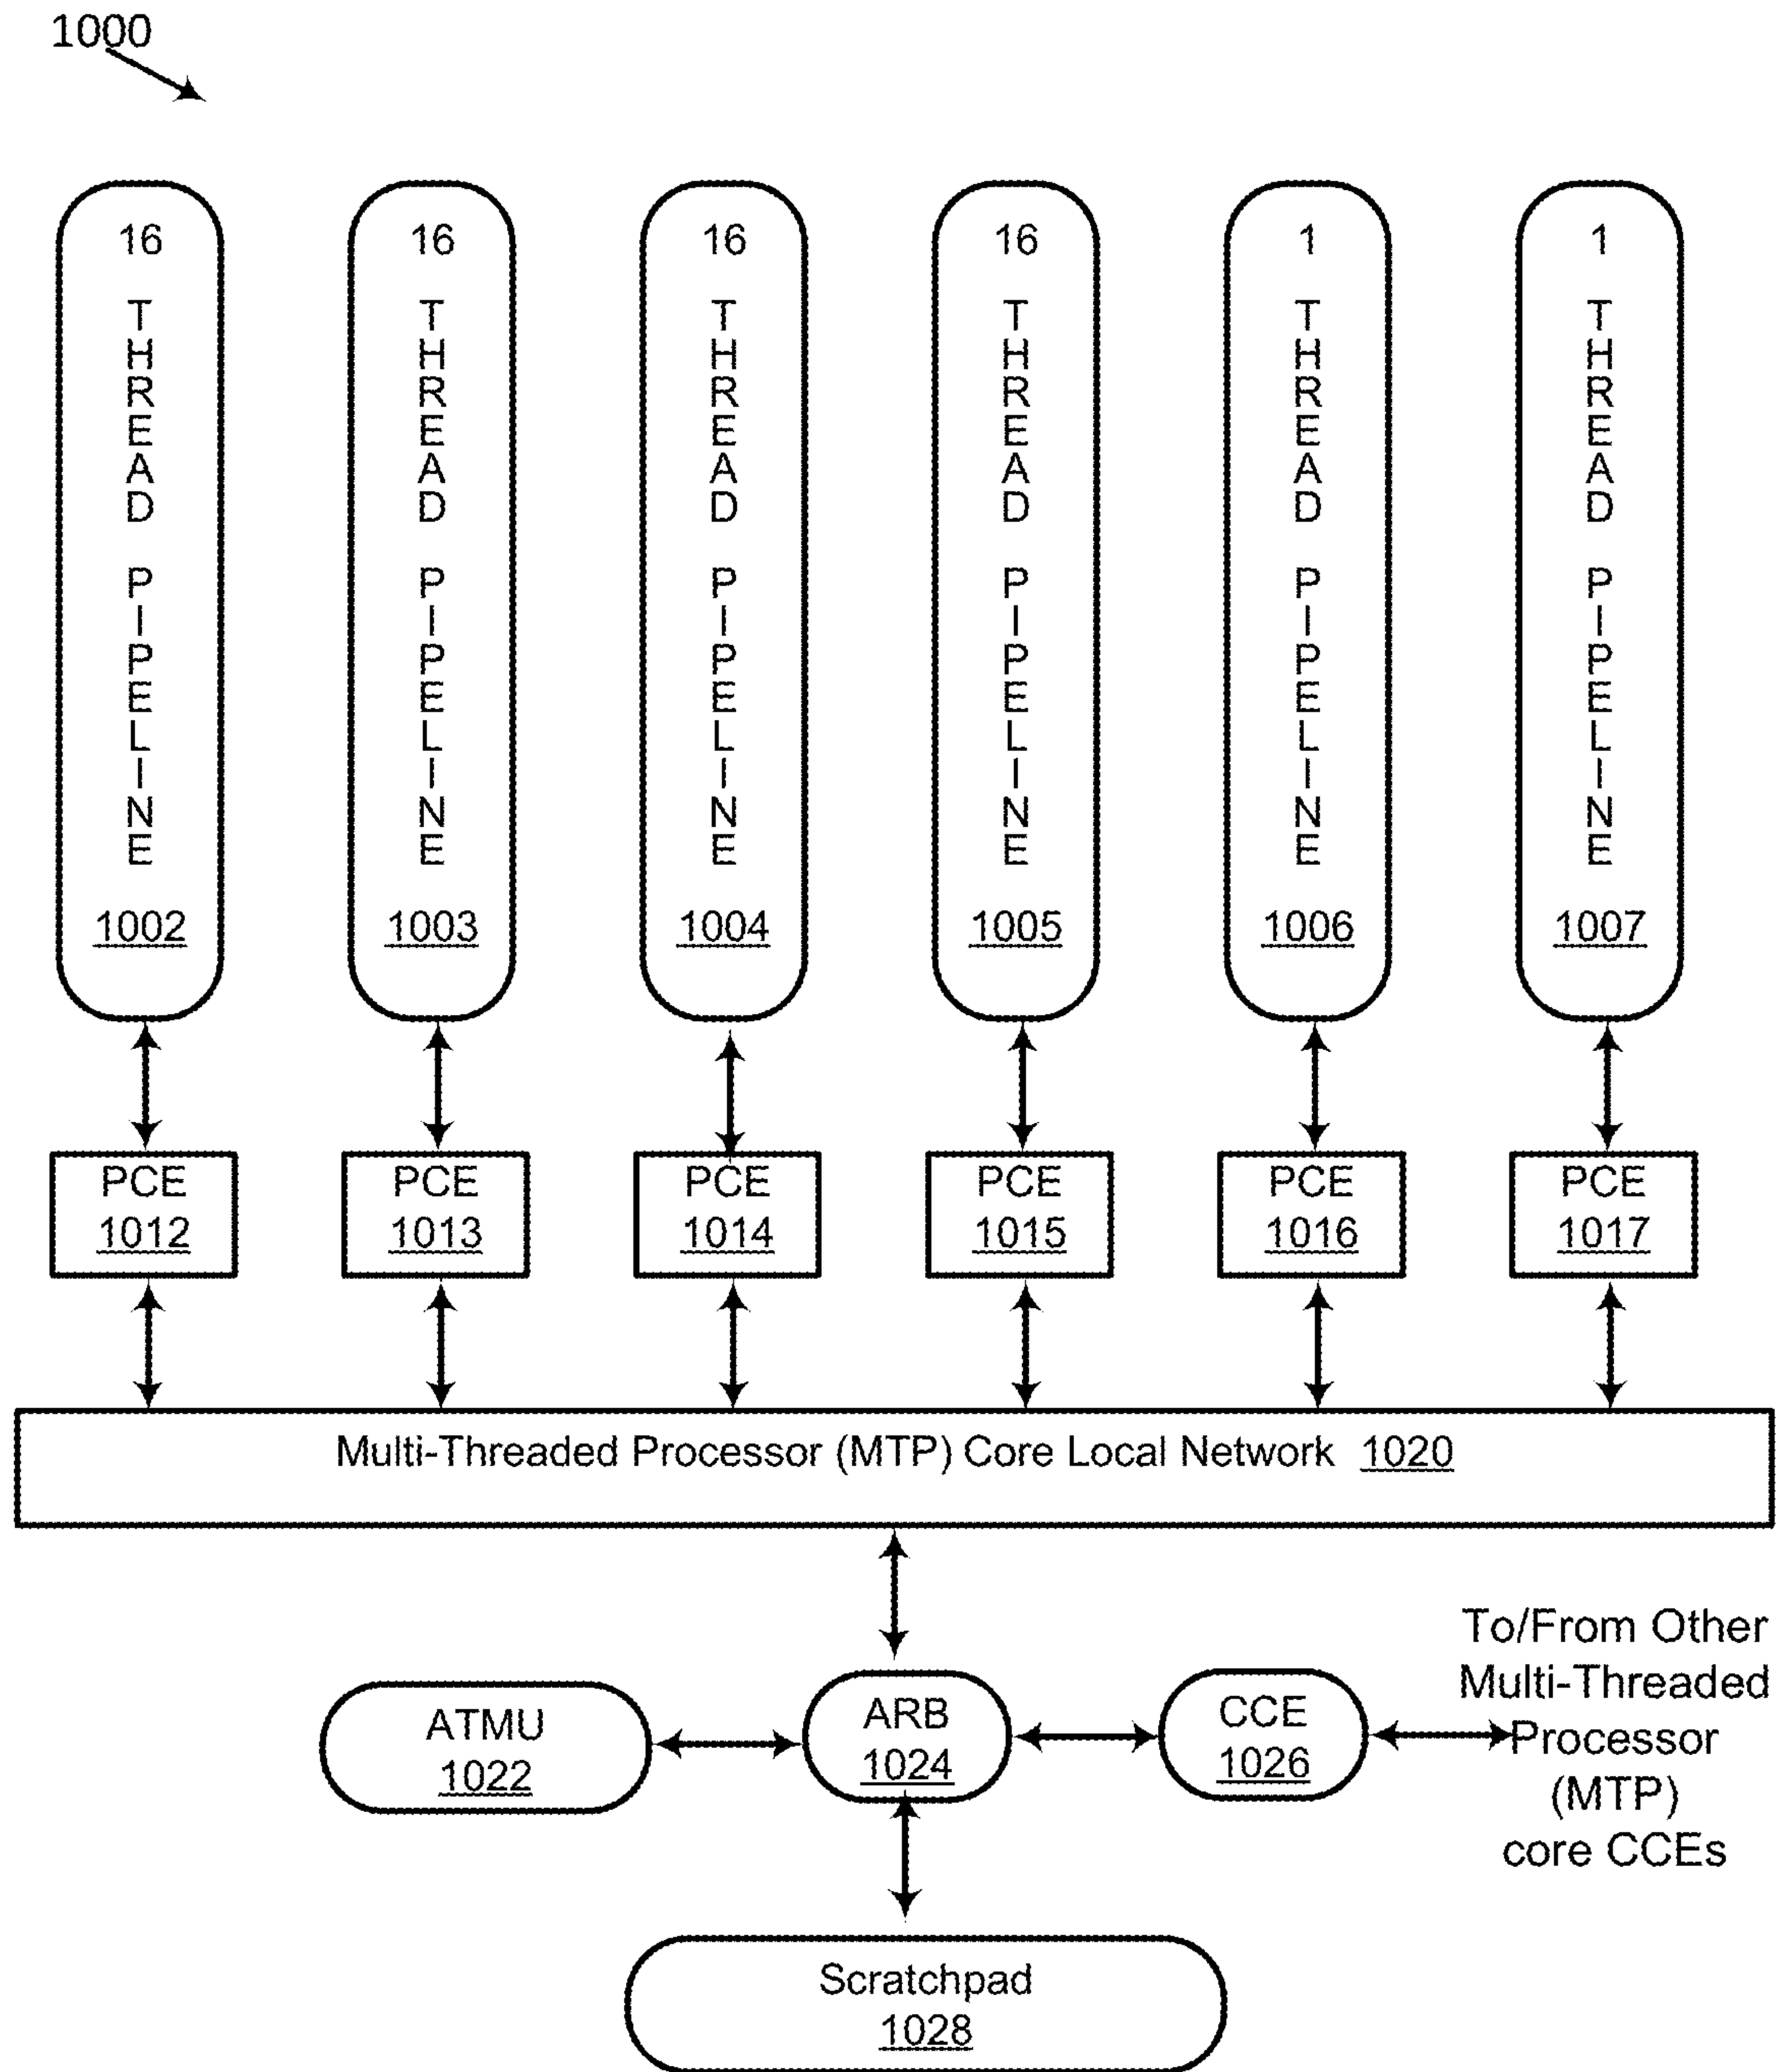 1000
16 THREAD PIPELINE 1002
16 THREAD PIPELINE 1003
16 THREAD PIPELINE 1004
16 THREAD PIPELINE 1005
1 THREAD PIPELINE 1006
1 THREAD PIPELINE 1007
PCE
1012
PCE
1013
PCE
1014
PCE
1015
PCE
1016
PCE
1017
Multi-Threaded Processor (MTP) Core Local Network 1020
ATMU
1022
ARB
1024
CCE
1026
To/From Other
Multi-Threaded
Processor
(MTP)
core CCEs
Scratchpad
1028